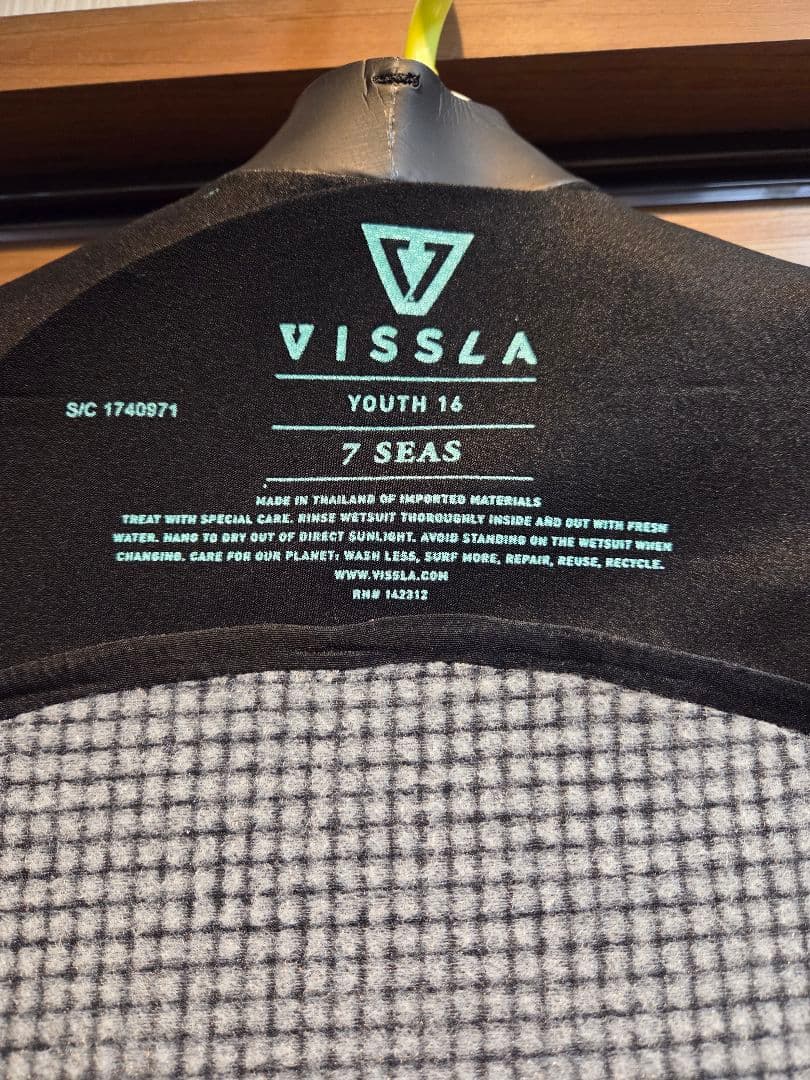 VISSLA
S/C 1740971
YOUTH 16
7 SEAS
MADE IN THAILAND OF IMPORTED MATERIALS
TREAT WITH SPECIAL CARE. RINSE WETSUIT THOROUGHLY INSIDE AND OUT WITH FRESH
WATER. HANG TO DRY OUT OF DIRECT SUNLIGHT. AVOID STANDING ON THE WETSUIT WHEN
CHANGING. CARE FOR OUR PLANET: WASH LESS, SURF MORE, REPAIR, REUSE, RECYCLE.
WWW.VISSLA.COM
RN# 142312